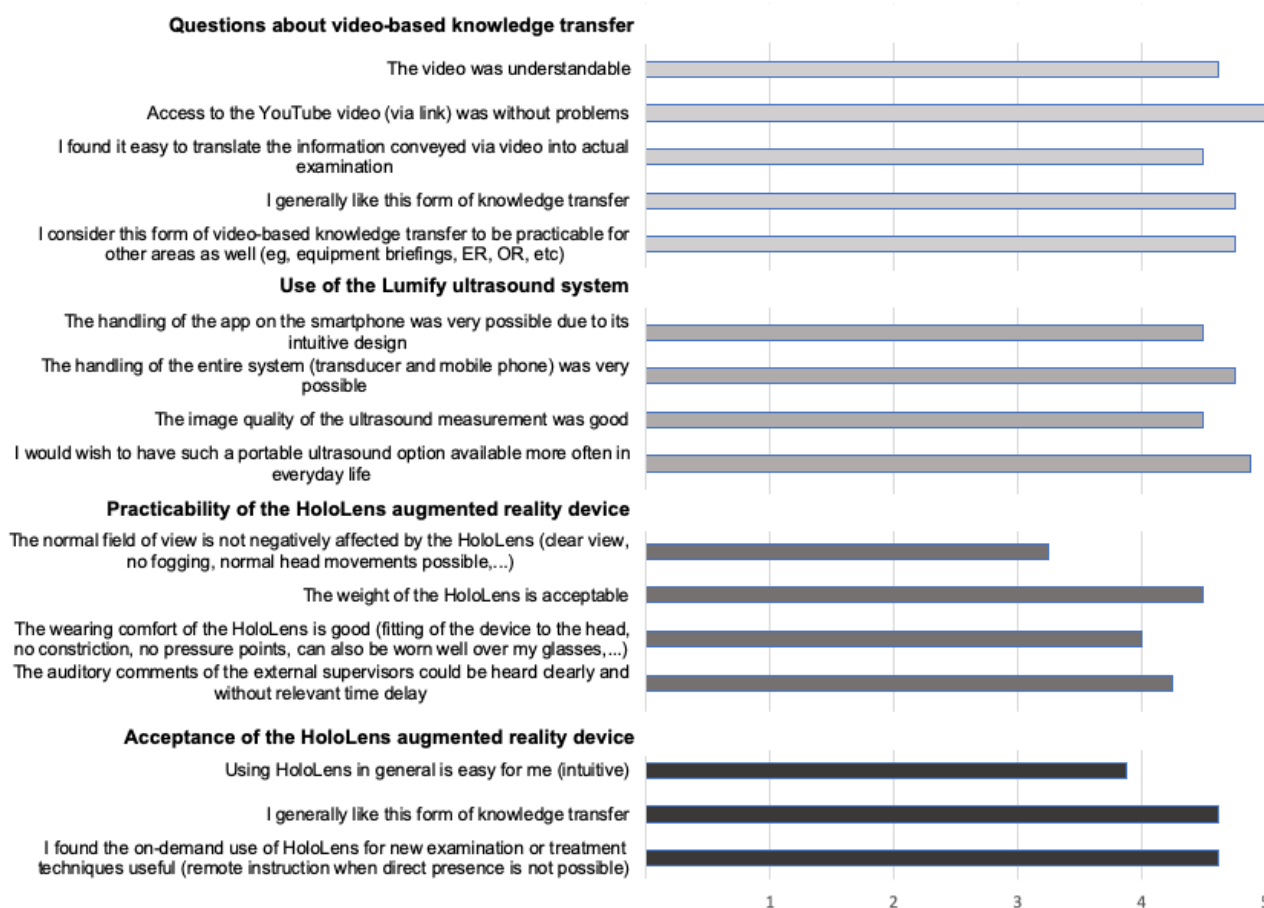 Questions about video-based knowledge transfer
The video was understandable
Access to the YouTube video (via link) was without problems
I found it easy to translate the information conveyed via video into actual
examination
I generally like this form of knowledge transfer
I consider this form of video-based knowledge transfer to be practicable for
other areas as well (eg, equipment briefings, ER, OR, etc)
Use of the Lumify ultrasound system
The handling of the app on the smartphone was very possible due to its
intuitive design
The handling of the entire system (transducer and mobile phone) was very
possible
The image quality of the ultrasound measurement was good
I would wish to have such a portable ultrasound option available more often in
everyday life
Practicability of the HoloLens augmented reality device
The normal field of view is not negatively affected by the HoloLens (clear view,
no fogging, normal head movements possible,...)
The weight of the HoloLens is acceptable
The wearing comfort of the HoloLens is good (fitting of the device to the head,
no constriction, no pressure points, can also be worn well over my glasses,...)
The auditory comments of the external supervisors could be heard clearly and
without relevant time delay
Acceptance of the HoloLens augmented reality device
Using HoloLens in general is easy for me (intuitive)
I generally like this form of knowledge transfer
I found the on-demand use of HoloLens for new examination or treatment
techniques useful (remote instruction when direct presence is not possible)
1 2 3 4 5